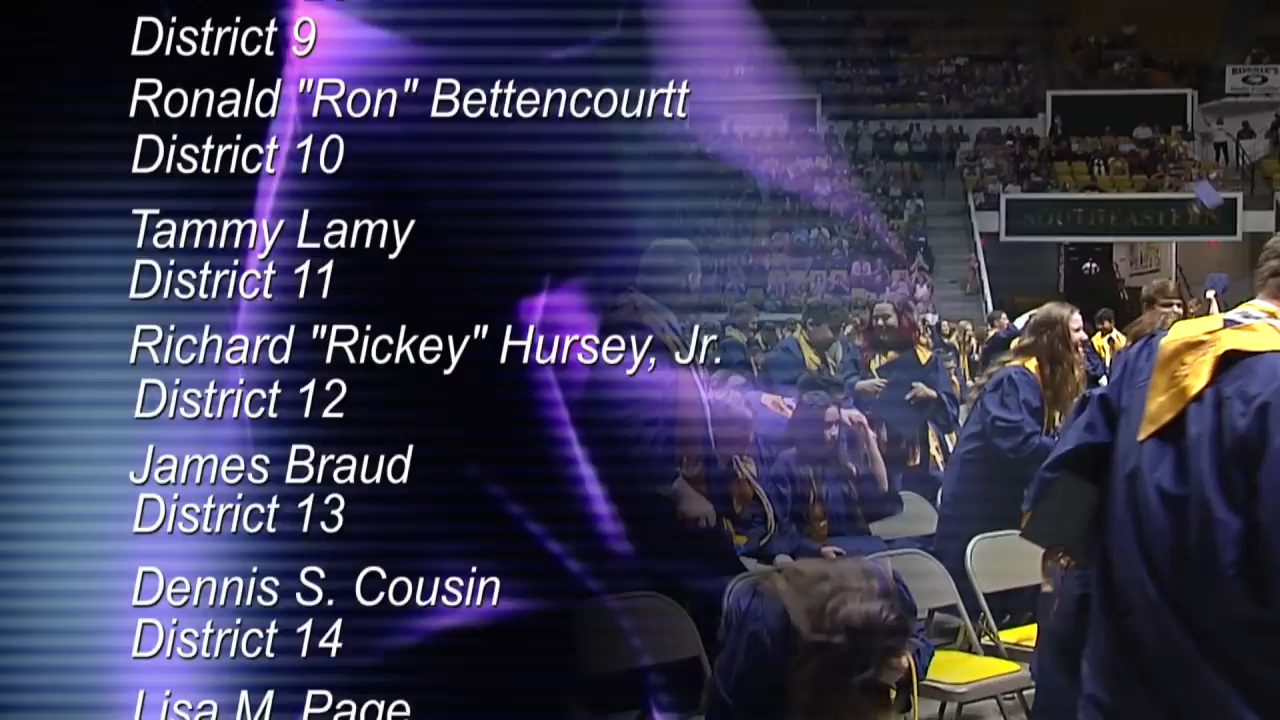 District 9
Ronald "Ron" Bettencourtt
District 10
Tammy Lamy
District 11
Richard "Rickey" Hursey, Jr.
District 12
James Braud
District 13
Dennis S. Cousin
District 14
Lisa M. Page
SOUTHEASTERN